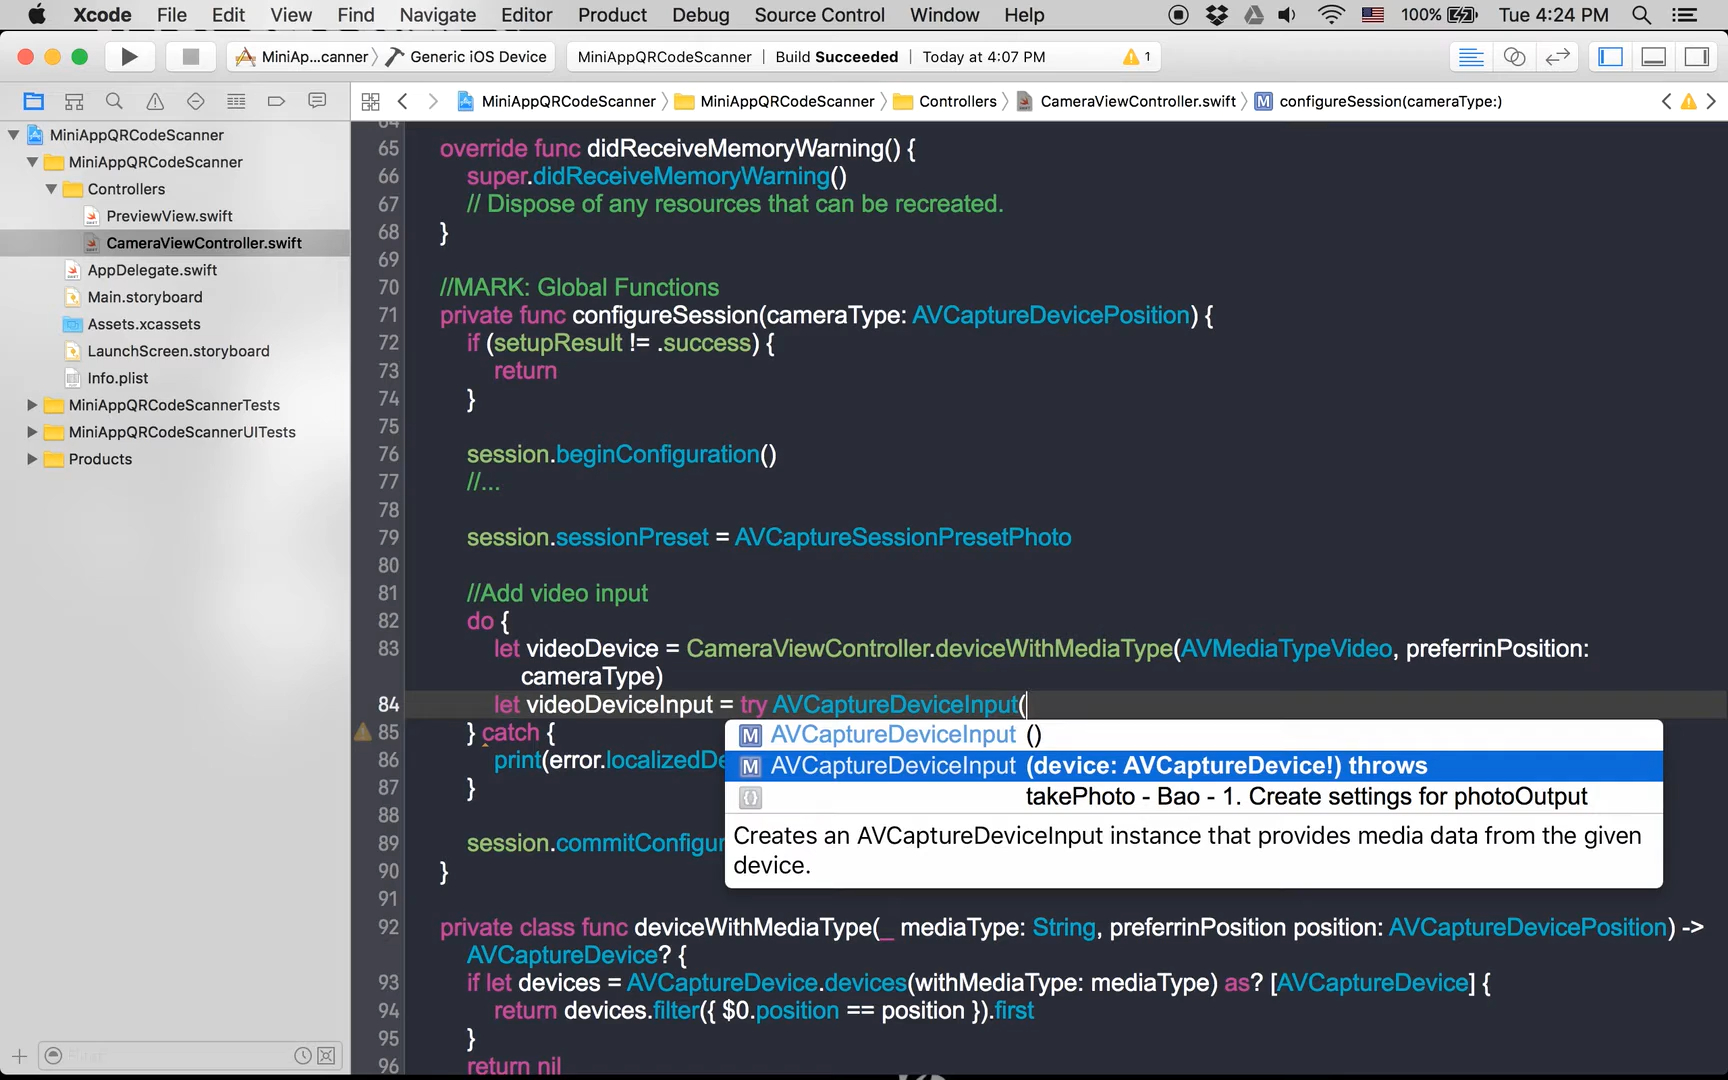 Xcode File Edit View Find Navigate Editor Product Debug Source Control Window Help 100% Tue 4:24 PM
MiniAp...canner Generic iOS Device MiniAppQRCodeScanner Build Succeeded Today at 4:07 PM 1
MiniAppQRCodeScanner MiniAppQRCodeScanner Controllers CameraViewController.swift M configureSession(cameraType:)
MiniAppQRCodeScanner
MiniAppQRCodeScanner
Controllers
PreviewView.swift
CameraViewController.swift
AppDelegate.swift
Main.storyboard
Assets.xcassets
LaunchScreen.storyboard
Info.plist
MiniAppQRCodeScannerTests
MiniAppQRCodeScannerUITests
Products
64
65 override func didReceiveMemoryWarning() {
66 super.didReceiveMemoryWarning()
67 // Dispose of any resources that can be recreated.
68 }
69
70 //MARK: Global Functions
71 private func configureSession(cameraType: AVCaptureDevicePosition) {
72 if (setupResult != .success) {
73 return
74 }
75
76 session.beginConfiguration()
77 //...
78
79 session.sessionPreset = AVCaptureSessionPresetPhoto
80
81 //Add video input
82 do {
83 let videoDevice = CameraViewController.deviceWithMediaType(AVMediaTypeVideo, preferrinPosition:
cameraType)
84 let videoDeviceInput = try AVCaptureDeviceInput(
85 } catch {
86 print(error.localizedDe
87 }
88
89 session.commitConfigur
90 }
91
92 private class func deviceWithMediaType(_ mediaType: String, preferrinPosition position: AVCaptureDevicePosition) ->
AVCaptureDevice? {
93 if let devices = AVCaptureDevice.devices(withMediaType: mediaType) as? [AVCaptureDevice] {
94 return devices.filter({ $0.position == position }).first
95 }
96 return nil
M AVCaptureDeviceInput ()
M AVCaptureDeviceInput (device: AVCaptureDevice!) throws
{} takePhoto - Bao - 1. Create settings for photoOutput
Creates an AVCaptureDeviceInput instance that provides media data from the given
device.